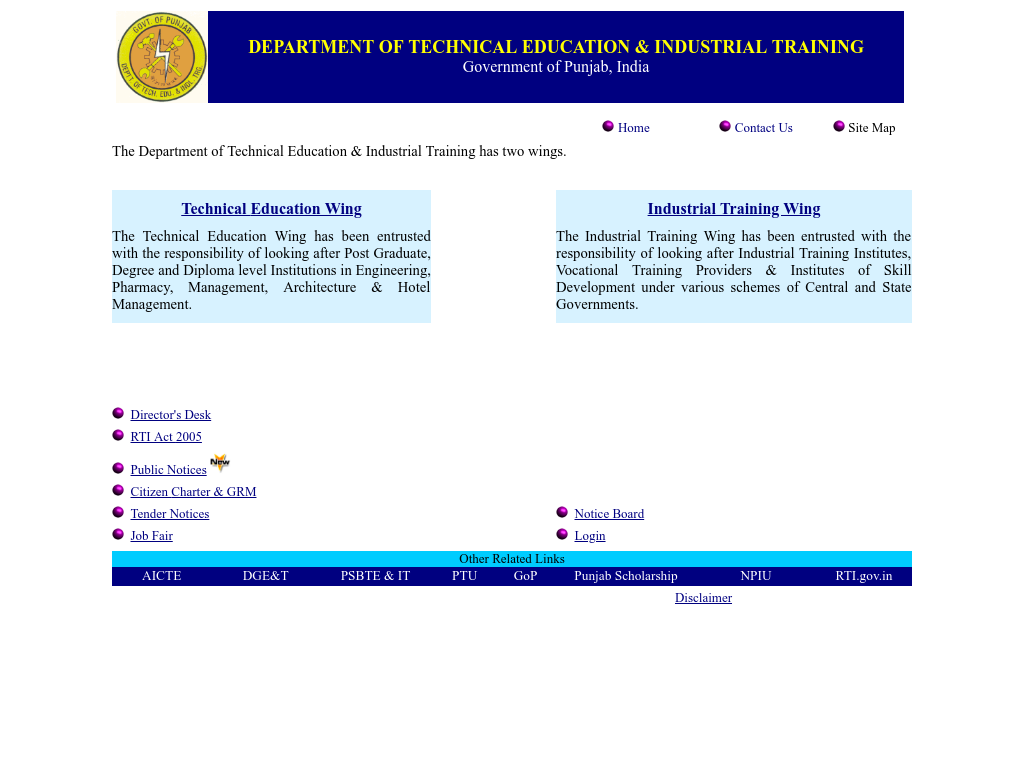 GOVT. OF PUNJAB
DEPTT. OF TECH. EDU. & INDL. TRG.
DEPARTMENT OF TECHNICAL EDUCATION & INDUSTRIAL TRAINING
Government of Punjab, India
Home Contact Us Site Map
The Department of Technical Education & Industrial Training has two wings.
Technical Education Wing
The Technical Education Wing has been entrusted
with the responsibility of looking after Post Graduate,
Degree and Diploma level Institutions in Engineering,
Pharmacy, Management, Architecture & Hotel
Management.
Industrial Training Wing
The Industrial Training Wing has been entrusted with the
responsibility of looking after Industrial Training Institutes,
Vocational Training Providers & Institutes of Skill
Development under various schemes of Central and State
Governments.
Director's Desk
RTI Act 2005
Public Notices New
Citizen Charter & GRM
Tender Notices
Job Fair
Notice Board
Login
Other Related Links
AICTE DGE&T PSBTE & IT PTU GoP Punjab Scholarship NPIU RTI.gov.in
Disclaimer